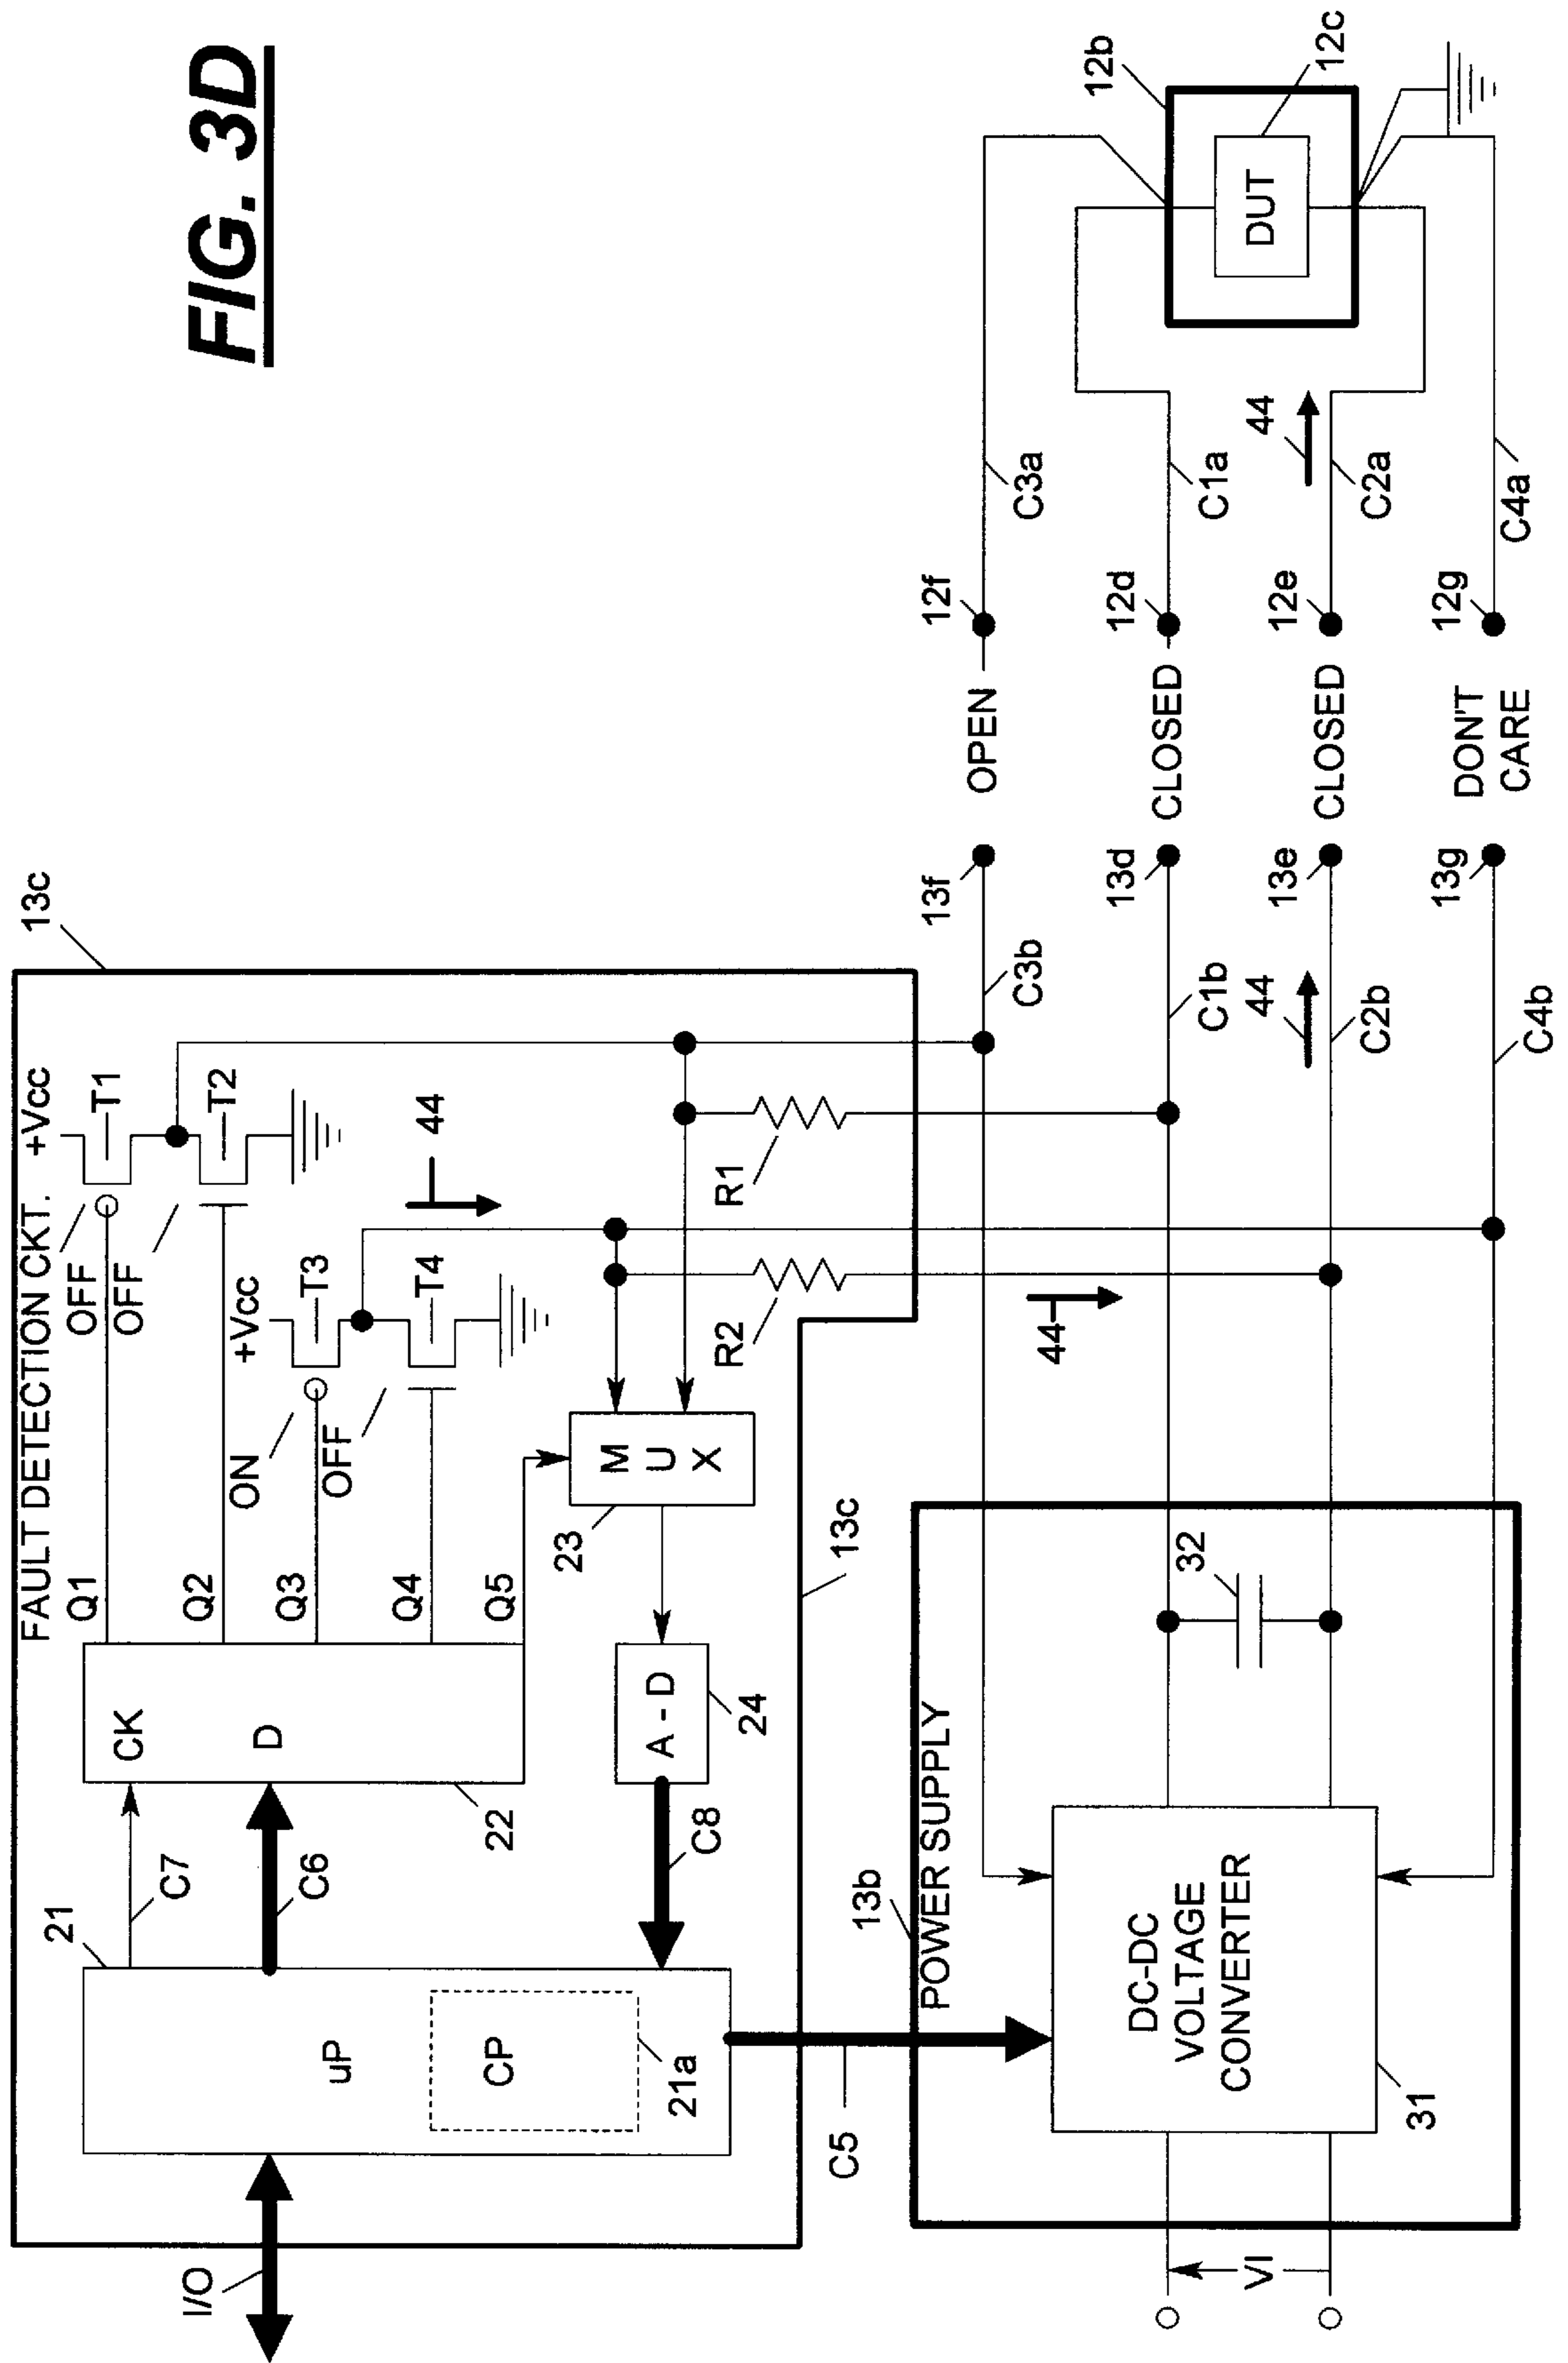 FIG. 3D
13c
FAULT DETECTION CKT.
+Vcc
OFF
T1
OFF
T2
+Vcc
ON
T3
OFF
T4
44
Q1
Q2
Q3
Q4
Q5
CK
D
22
C7
C6
21
uP
CP
21a
I/O
M
U
X
23
A - D
24
C8
R1
R2
44
13c
C5
13b
POWER SUPPLY
DC-DC
VOLTAGE
CONVERTER
31
32
VI
C3b
C1b
44
C2b
C4b
13f
13d
13e
13g
OPEN
CLOSED
CLOSED
DON'T
CARE
12f
12d
12e
12g
C3a
C1a
44
C2a
C4a
12b
DUT
12c